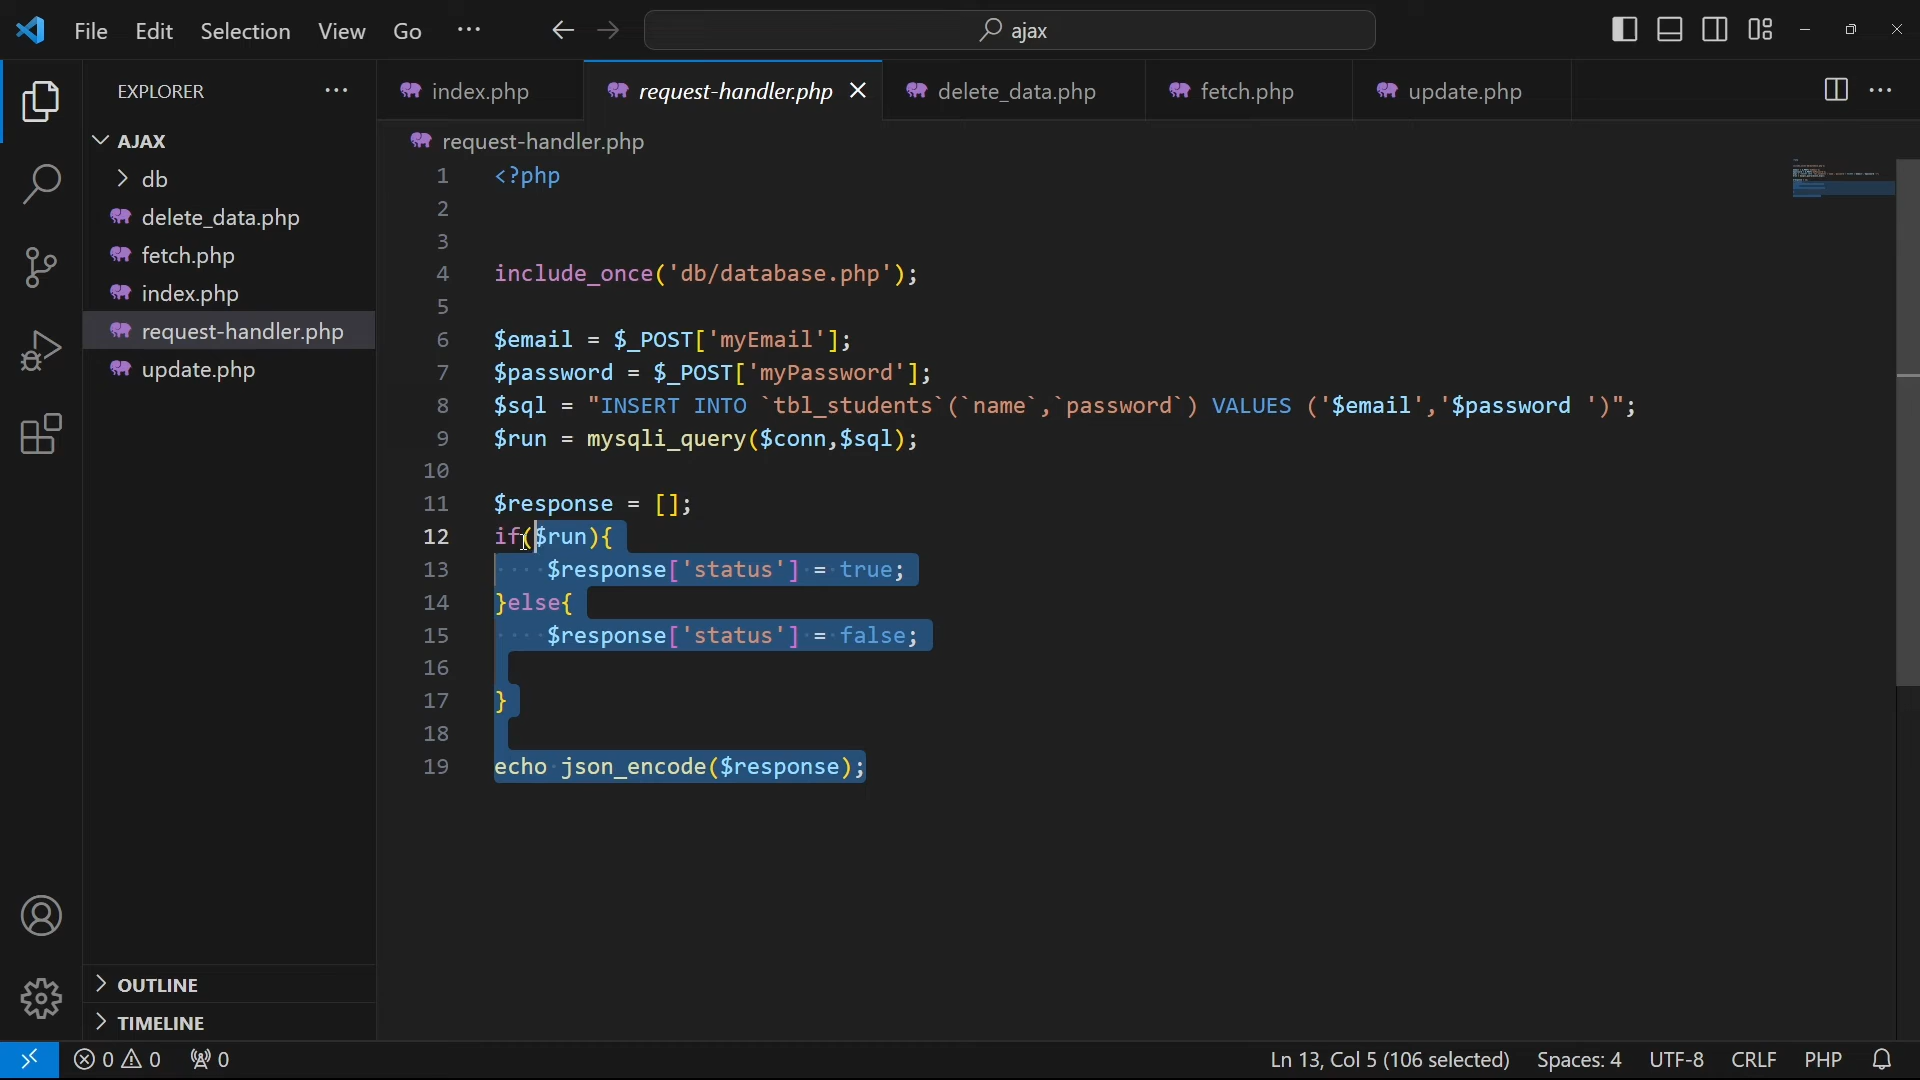 File Edit Selection View Go ···
ajax
EXPLORER ···
AJAX
db
delete_data.php
fetch.php
index.php
request-handler.php
update.php
OUTLINE
TIMELINE
index.php request-handler.php delete_data.php fetch.php update.php ···
request-handler.php
1 <?php
2
3
4 include_once('db/database.php');
5
6 $email = $_POST['myEmail'];
7 $password = $_POST['myPassword'];
8 $sql = "INSERT INTO `tbl_students`(`name`,`password`) VALUES ('$email','$password ')";
9 $run = mysqli_query($conn,$sql);
10
11 $response = [];
12 if($run){
13 ····$response['status']·=·true;
14 }else{
15 ····$response['status']·=·false;
16
17 }
18
19 echo·json_encode($response);
0 0 0
Ln 13, Col 5 (106 selected) Spaces: 4 UTF-8 CRLF PHP